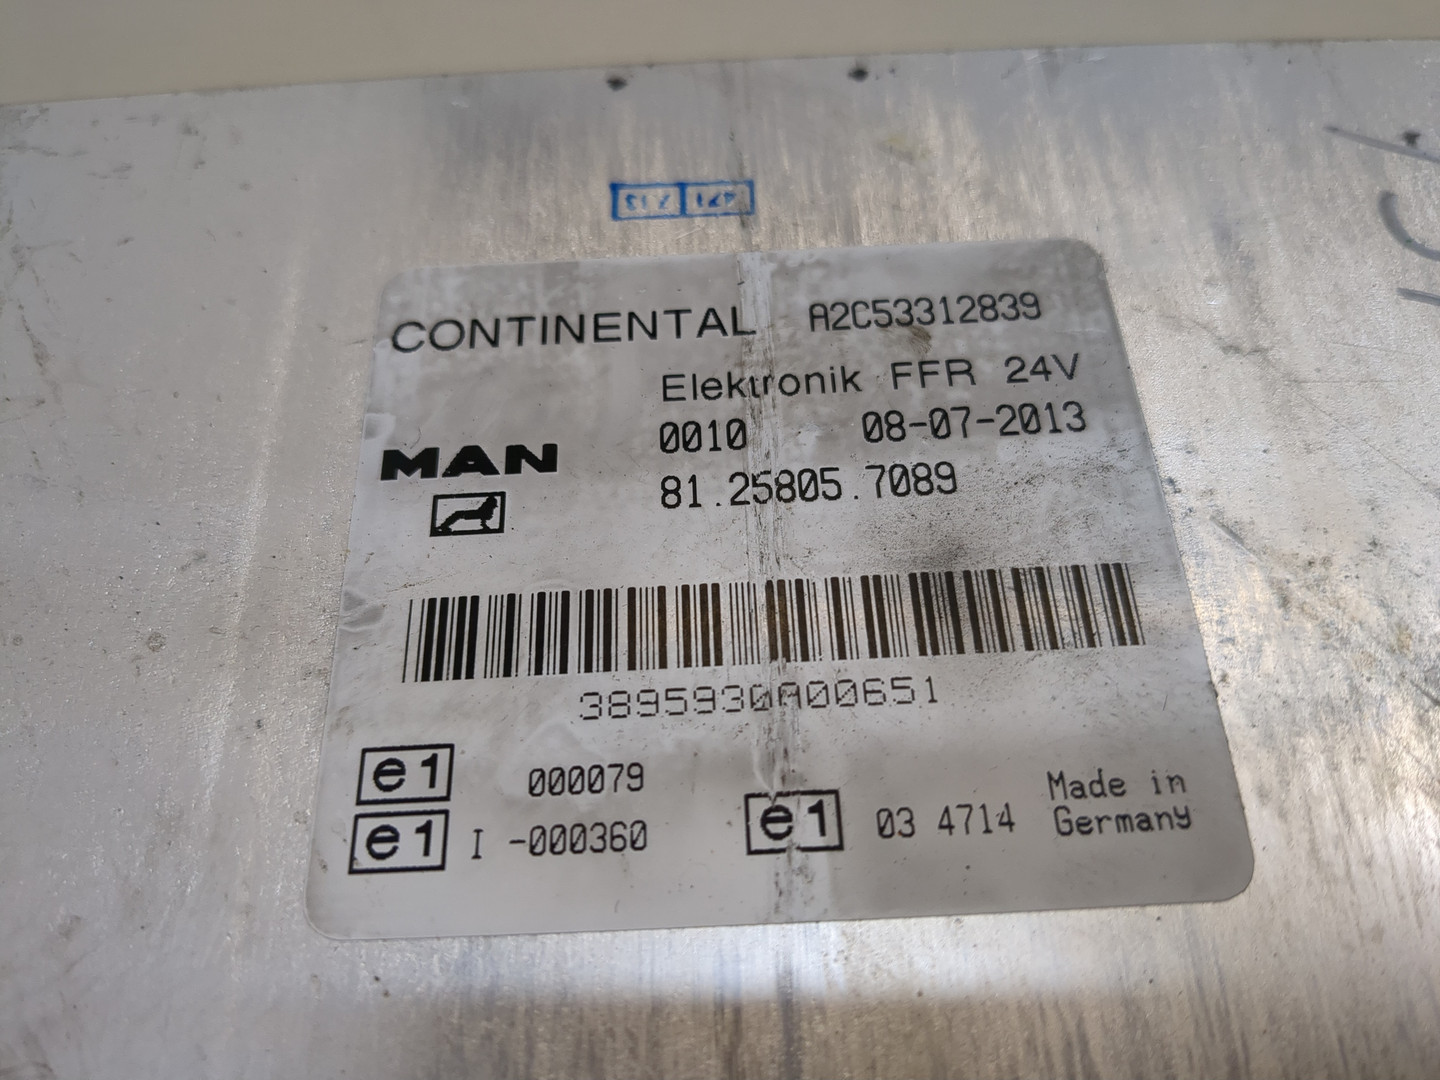 CONTINENTAL A2C53312839
Elektronik FFR 24V
0010 08-07-2013
MAN
81.25805.7089
3895930A00651
e1 000079
e1 I -000360
e1 03 4714
Made in
Germany